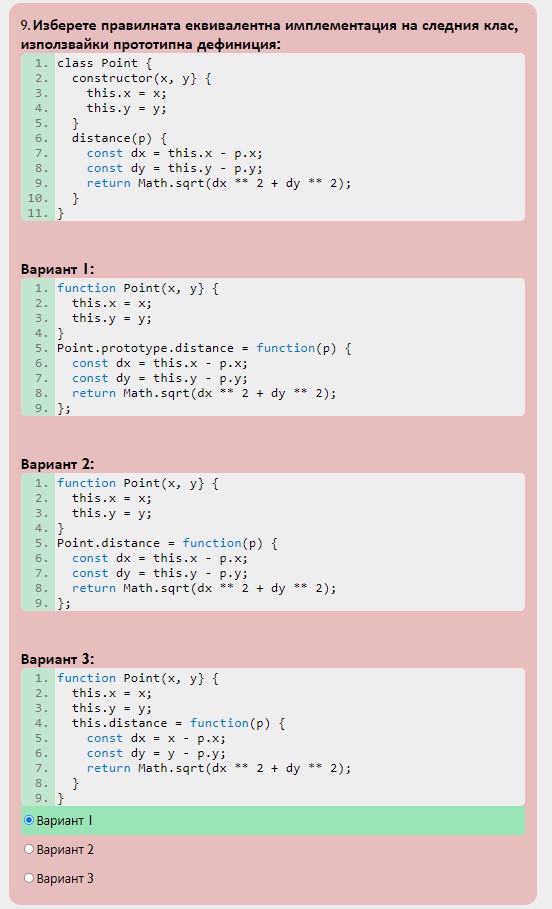 9. Изберете правилната еквивалентна имплементация на следния клас,
използвайки прототипна дефиниция:
1. class Point {
2. constructor(x, y} {
3. this.x = x;
4. this.y = y;
5. }
6. distance(p) {
7. const dx = this.x - p.x;
8. const dy = this.y - p.y;
9. return Math.sqrt(dx ** 2 + dy ** 2);
10. }
11. }
Вариант 1:
1. function Point(x, y} {
2. this.x = x;
3. this.y = y;
4. }
5. Point.prototype.distance = function(p) {
6. const dx = this.x - p.x;
7. const dy = this.y - p.y;
8. return Math.sqrt(dx ** 2 + dy ** 2);
9. };
Вариант 2:
1. function Point(x, y} {
2. this.x = x;
3. this.y = y;
4. }
5. Point.distance = function(p) {
6. const dx = this.x - p.x;
7. const dy = this.y - p.y;
8. return Math.sqrt(dx ** 2 + dy ** 2);
9. };
Вариант 3:
1. function Point(x, y} {
2. this.x = x;
3. this.y = y;
4. this.distance = function(p) {
5. const dx = x - p.x;
6. const dy = y - p.y;
7. return Math.sqrt(dx ** 2 + dy ** 2);
8. }
9. }
Вариант 1
Вариант 2
Вариант 3